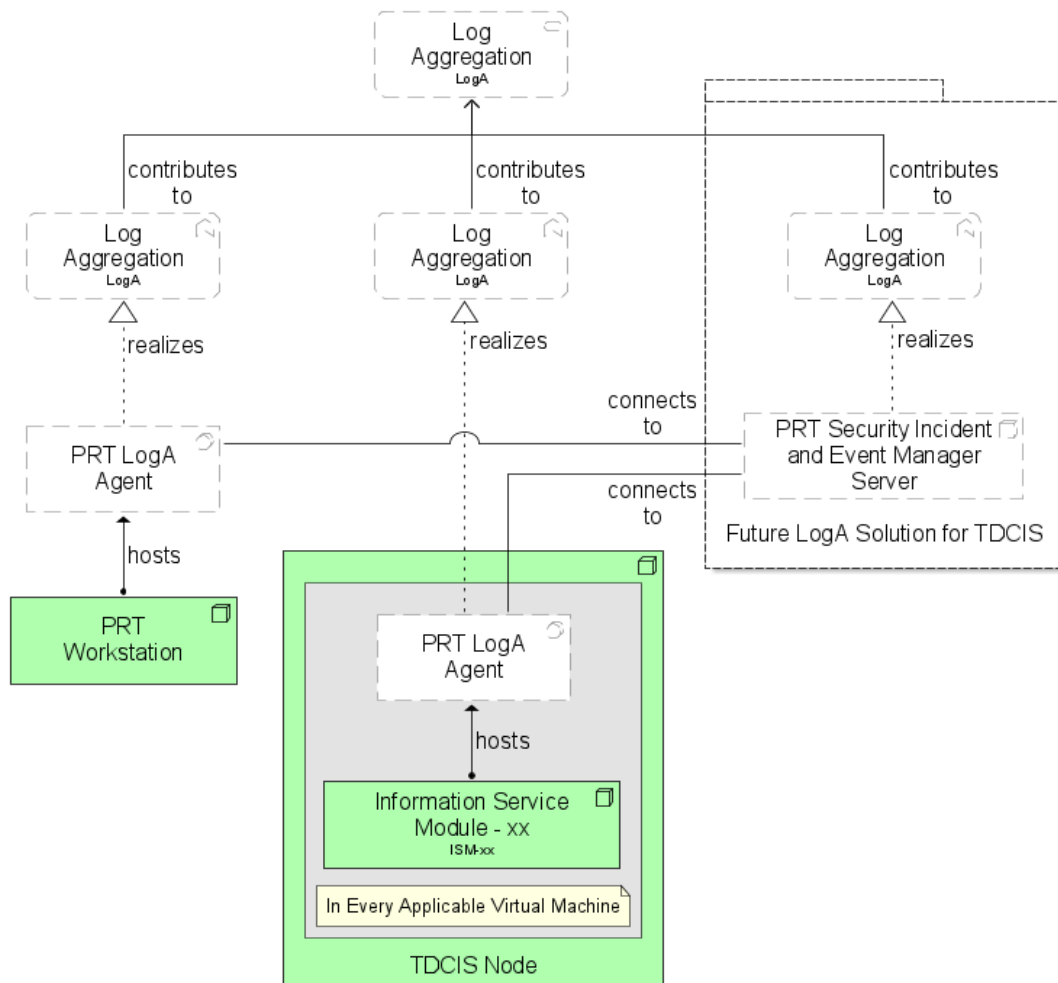 Log
Aggregation
LogA
contributes
to
contributes
to
contributes
to
Log
Aggregation
LogA
Log
Aggregation
LogA
Log
Aggregation
LogA
realizes
realizes
realizes
connects
to
PRT LogA
Agent
PRT Security Incident
and Event Manager
Server
connects
to
Future LogA Solution for TDCIS
hosts
PRT
Workstation
PRT LogA
Agent
hosts
Information Service
Module - xx
ISM-xx
In Every Applicable Virtual Machine
TDCIS Node